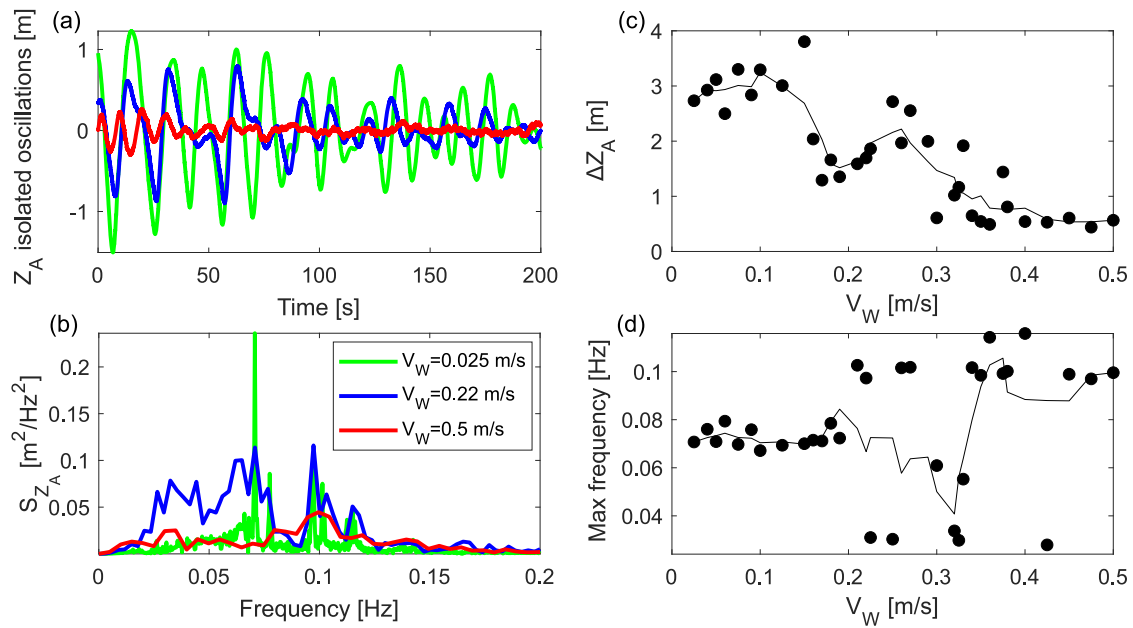 (a)
Z_A isolated oscillations [m]
1
0
-1
0 50 100 150 200
Time [s]
(b)
S_{Z_A} [m²/Hz²]
0.2
0.15
0.1
0.05
0
0 0.05 0.1 0.15 0.2
Frequency [Hz]
V_W=0.025 m/s
V_W=0.22 m/s
V_W=0.5 m/s
(c)
ΔZ_A [m]
4
3
2
1
0
0 0.1 0.2 0.3 0.4 0.5
V_W [m/s]
(d)
Max frequency [Hz]
0.1
0.08
0.06
0.04
0 0.1 0.2 0.3 0.4 0.5
V_W [m/s]